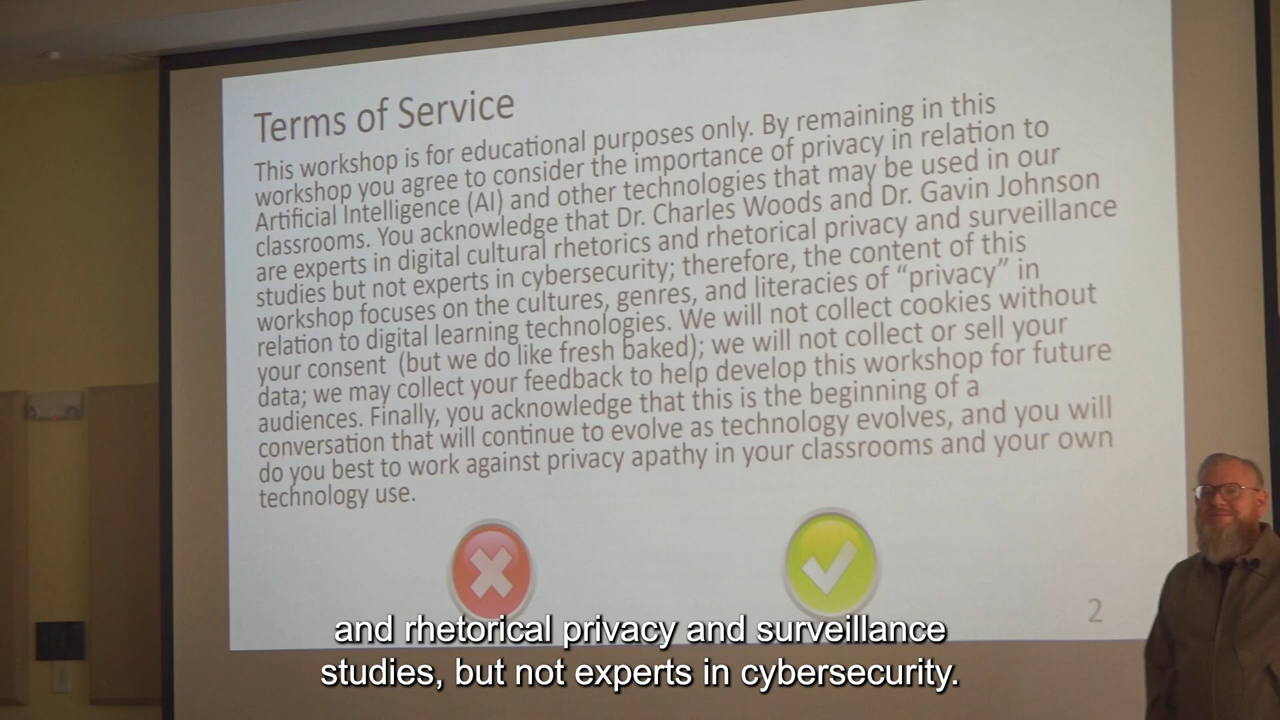 Terms of Service
This workshop is for educational purposes only. By remaining in this
workshop you agree to consider the importance of privacy in relation to
Artificial Intelligence (AI) and other technologies that may be used in our
classrooms. You acknowledge that Dr. Charles Woods and Dr. Gavin Johnson
are experts in digital cultural rhetorics and rhetorical privacy and surveillance
studies but not experts in cybersecurity; therefore, the content of this
workshop focuses on the cultures, genres, and literacies of “privacy” in
relation to digital learning technologies. We will not collect cookies without
your consent (but we do like fresh baked); we will not collect or sell your
data; we may collect your feedback to help develop this workshop for future
audiences. Finally, you acknowledge that this is the beginning of a
conversation that will continue to evolve as technology evolves, and you will
do you best to work against privacy apathy in your classrooms and your own
technology use.
2
and rhetorical privacy and surveillance
studies, but not experts in cybersecurity.